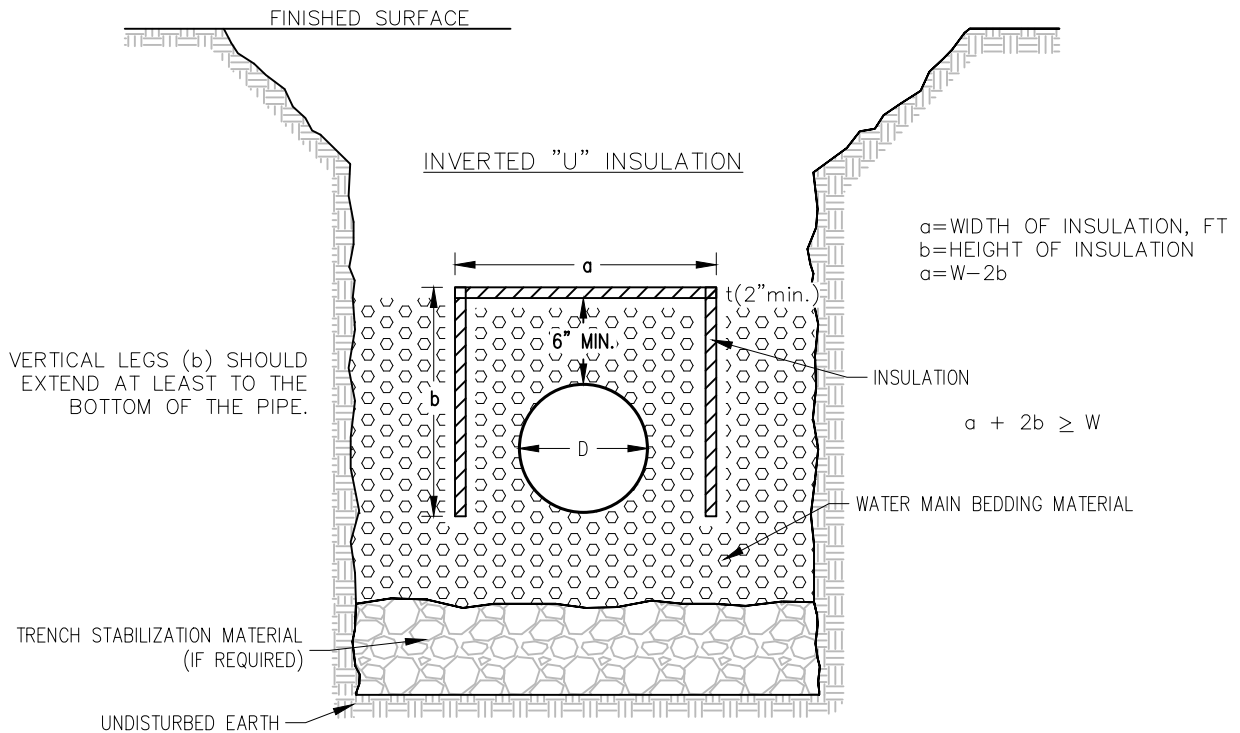 FINISHED SURFACE
INVERTED "U" INSULATION
a=WIDTH OF INSULATION, FT
b=HEIGHT OF INSULATION
a=W-2b
a
t(2"min.)
6" MIN.
VERTICAL LEGS (b) SHOULD
EXTEND AT LEAST TO THE
BOTTOM OF THE PIPE.
b
INSULATION
a + 2b ≥ W
D
WATER MAIN BEDDING MATERIAL
TRENCH STABILIZATION MATERIAL
(IF REQUIRED)
UNDISTURBED EARTH